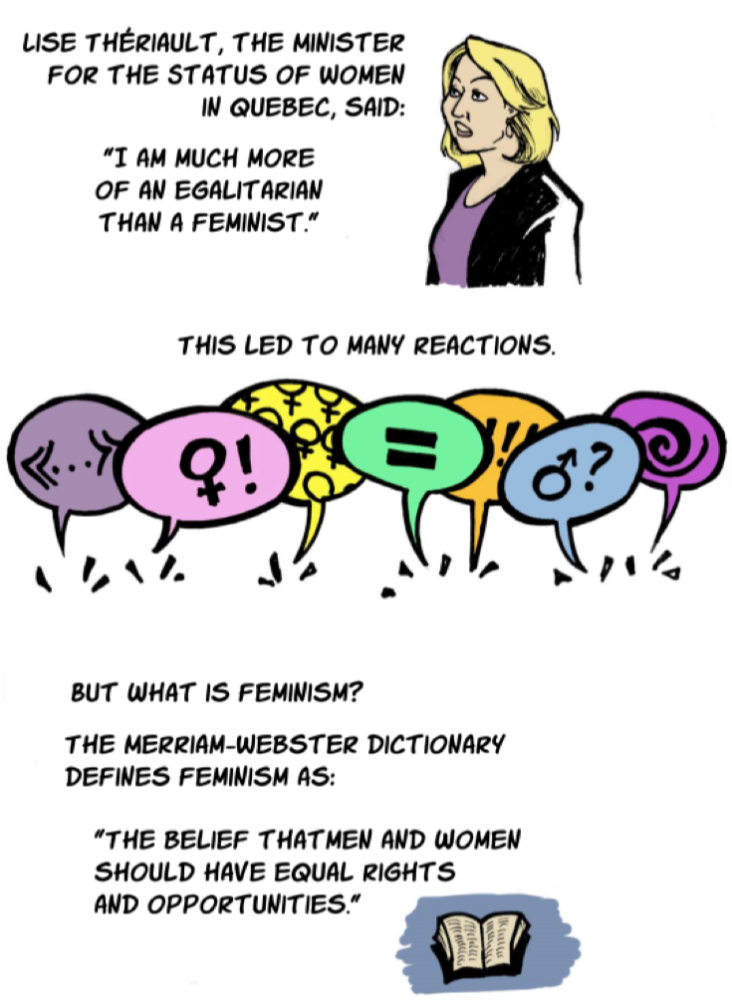 LISE THÉRIAULT, THE MINISTER
FOR THE STATUS OF WOMEN
IN QUEBEC, SAID:
"I AM MUCH MORE
OF AN EGALITARIAN
THAN A FEMINIST."
THIS LED TO MANY REACTIONS.
«...»
♀!
=
!!!
♂?
BUT WHAT IS FEMINISM?
THE MERRIAM-WEBSTER DICTIONARY
DEFINES FEMINISM AS:
"THE BELIEF THATMEN AND WOMEN
SHOULD HAVE EQUAL RIGHTS
AND OPPORTUNITIES."